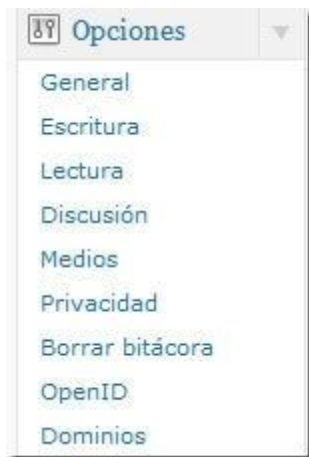 Opciones
General
Escritura
Lectura
Discusión
Medios
Privacidad
Borrar bitácora
OpenID
Dominios